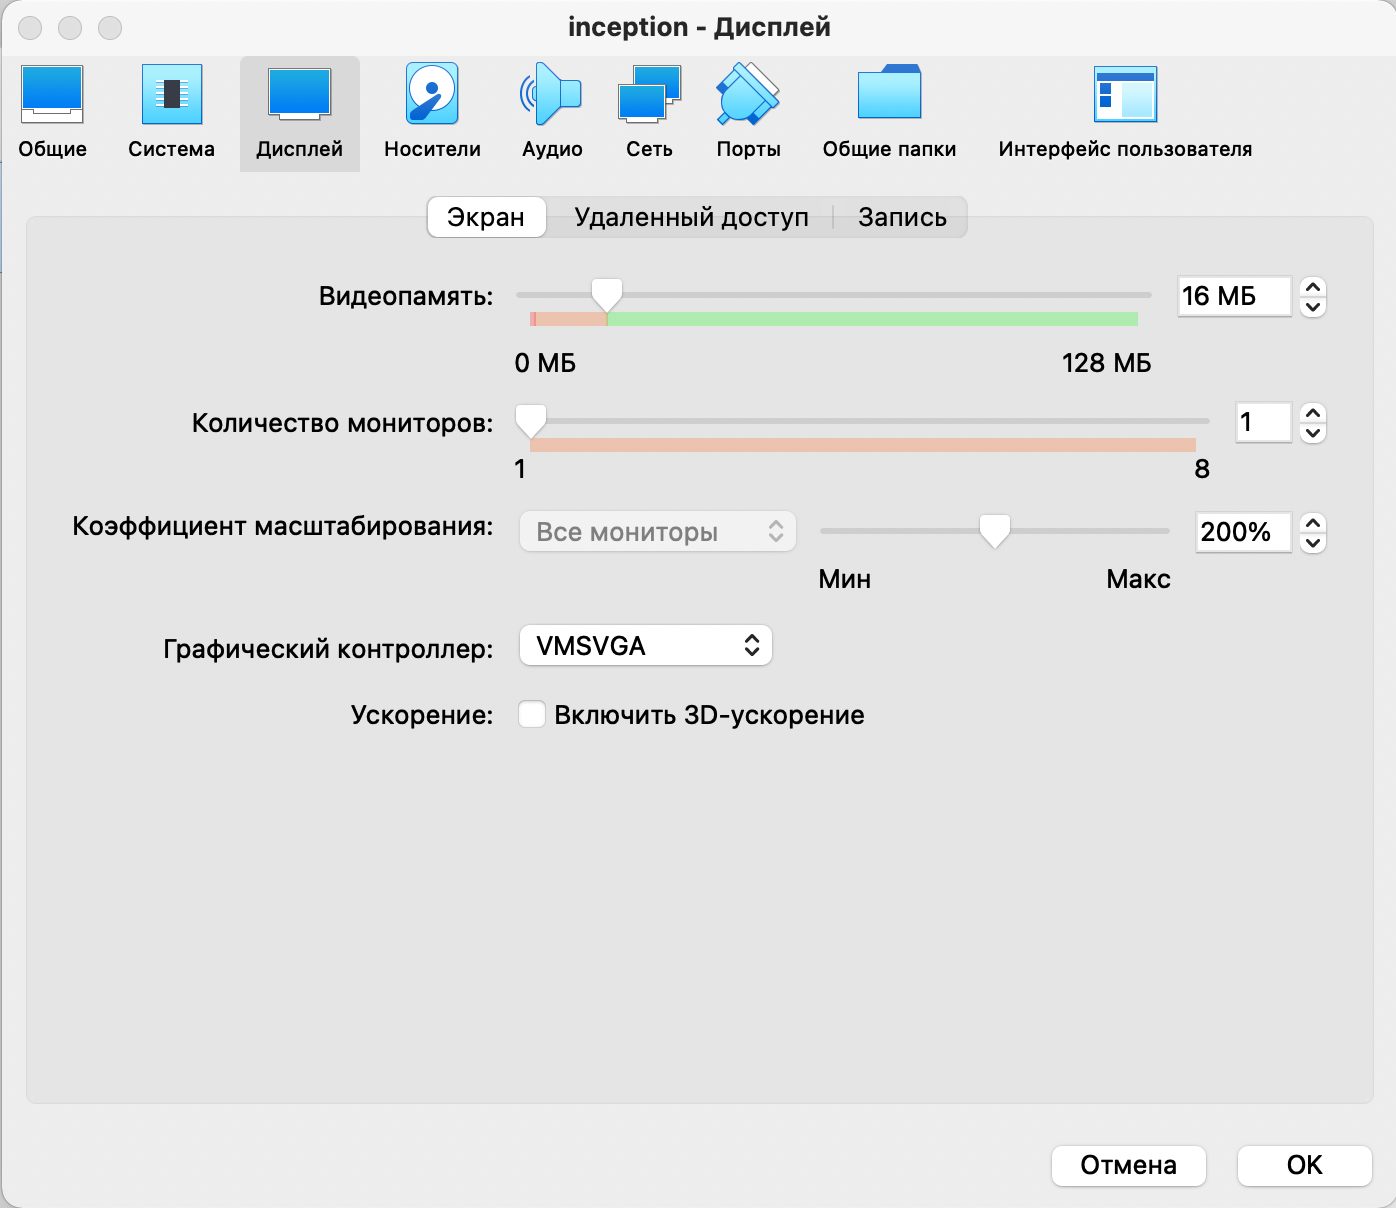 inception - Дисплей
Общие
Система
Дисплей
Носители
Аудио
Сеть
Порты
Общие папки
Интерфейс пользователя
Экран
Удаленный доступ
Запись
Видеопамять:
16 МБ
0 МБ
128 МБ
Количество мониторов:
1
1
8
Коэффициент масштабирования:
Все мониторы
200%
Мин
Макс
Графический контроллер:
VMSVGA
Ускорение:
Включить 3D-ускорение
Отмена
OK